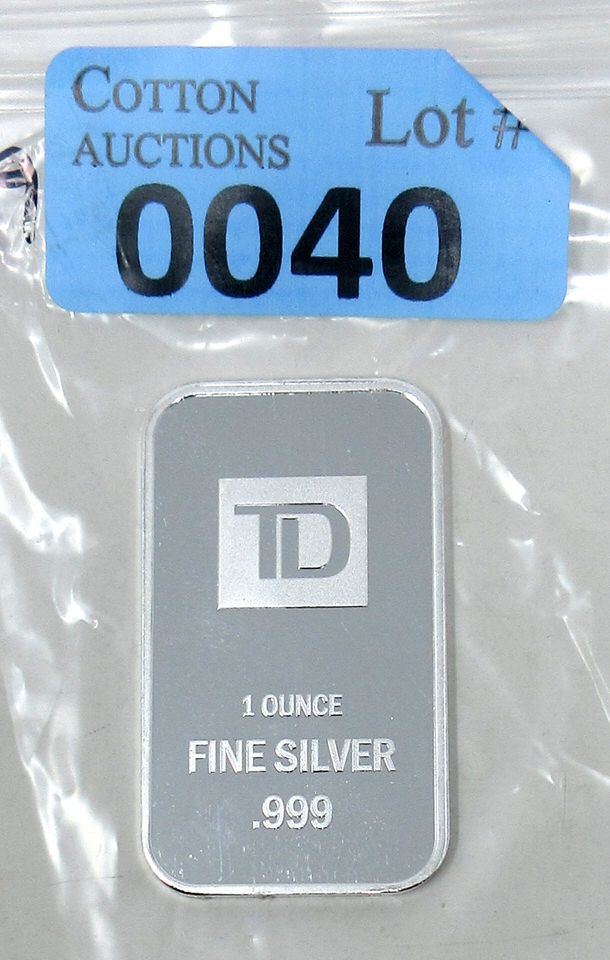 COTTON
AUCTIONS
Lot #
0040
TD
1 OUNCE
FINE SILVER
.999